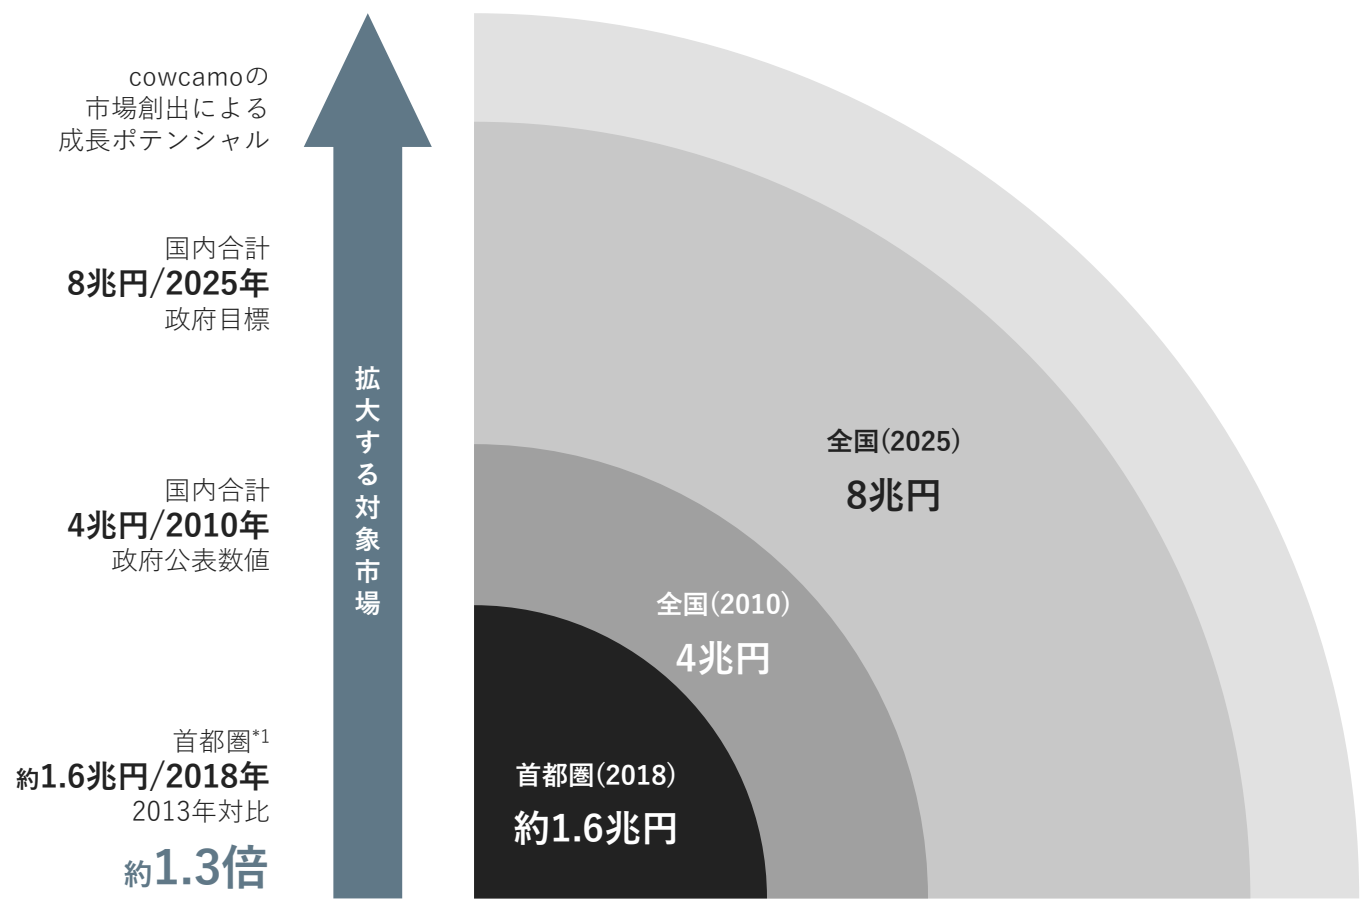 cowcamoの
市場創出による
成長ポテンシャル
国内合計
8兆円/2025年
政府目標
国内合計
4兆円/2010年
政府公表数値
首都圏*1
約1.6兆円/2018年
2013年対比
約1.3倍
拡大する対象市場
全国(2025)
8兆円
全国(2010)
4兆円
首都圏(2018)
約1.6兆円